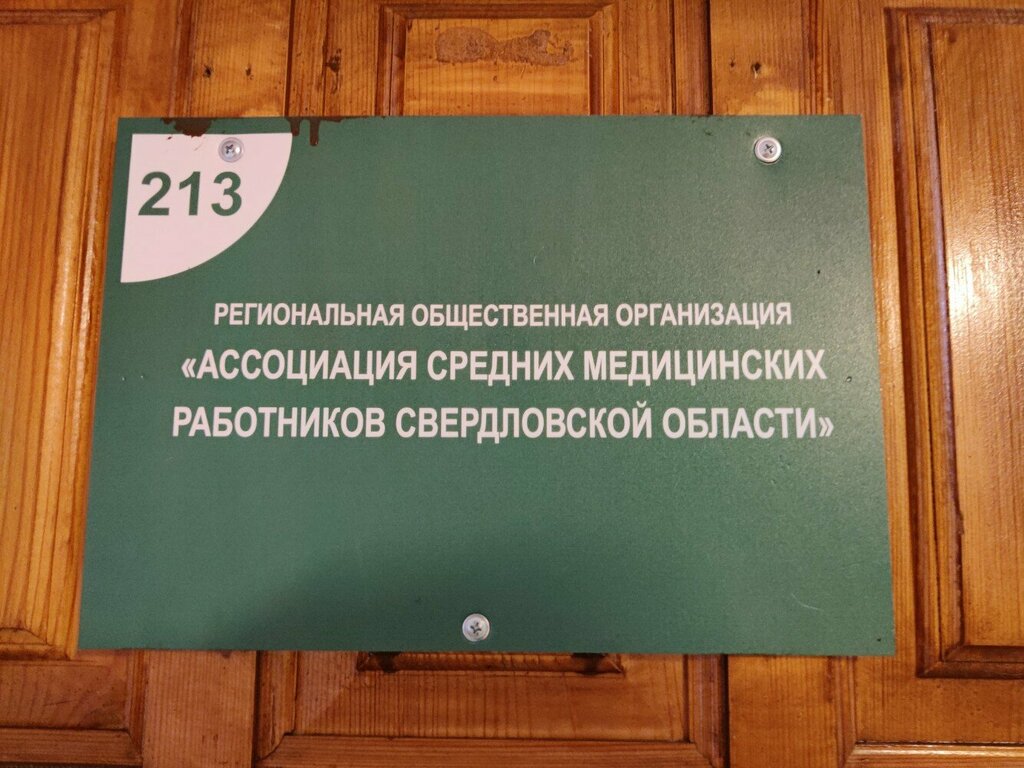 213
РЕГИОНАЛЬНАЯ ОБЩЕСТВЕННАЯ ОРГАНИЗАЦИЯ
«АССОЦИАЦИЯ СРЕДНИХ МЕДИЦИНСКИХ
РАБОТНИКОВ СВЕРДЛОВСКОЙ ОБЛАСТИ»